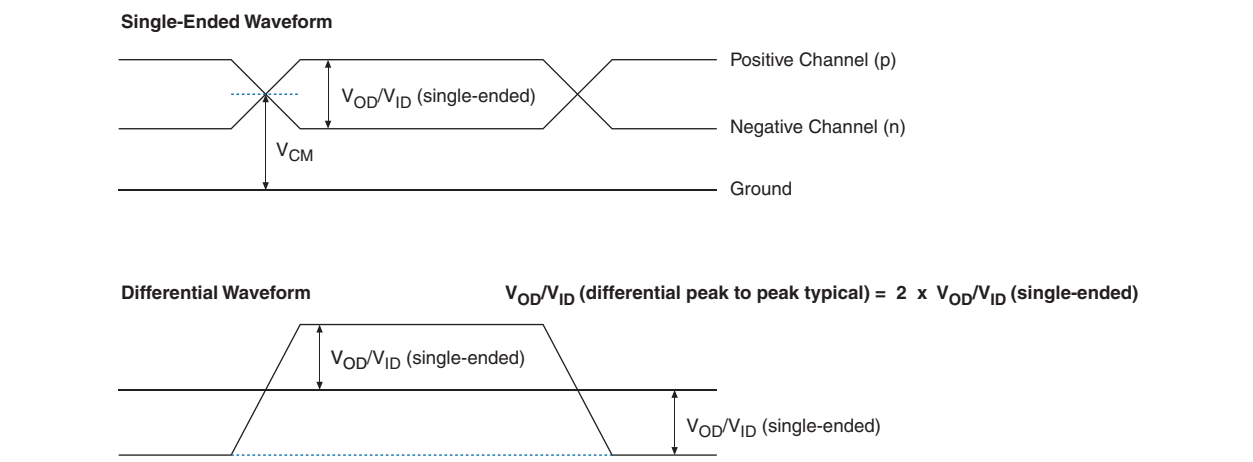 Single-Ended Waveform
Positive Channel (p)
VOD/VID (single-ended)
Negative Channel (n)
VCM
Ground
Differential Waveform
VOD/VID (differential peak to peak typical) = 2 x VOD/VID (single-ended)
VOD/VID (single-ended)
VOD/VID (single-ended)